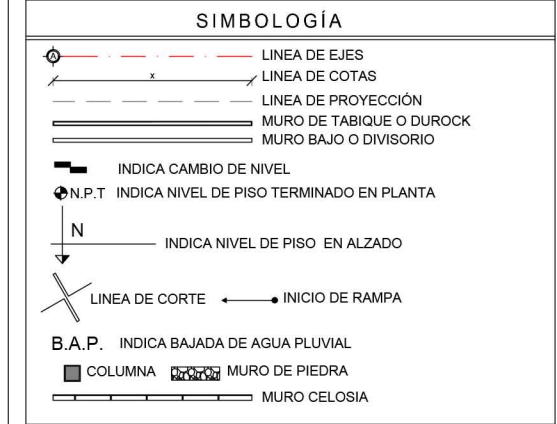 SIMBOLOGÍA
A LINEA DE EJES
x LINEA DE COTAS
LINEA DE PROYECCIÓN
MURO DE TABIQUE O DUROCK
MURO BAJO O DIVISORIO
INDICA CAMBIO DE NIVEL
N.P.T INDICA NIVEL DE PISO TERMINADO EN PLANTA
N INDICA NIVEL DE PISO EN ALZADO
LINEA DE CORTE INICIO DE RAMPA
B.A.P. INDICA BAJADA DE AGUA PLUVIAL
COLUMNA MURO DE PIEDRA
MURO CELOSIA